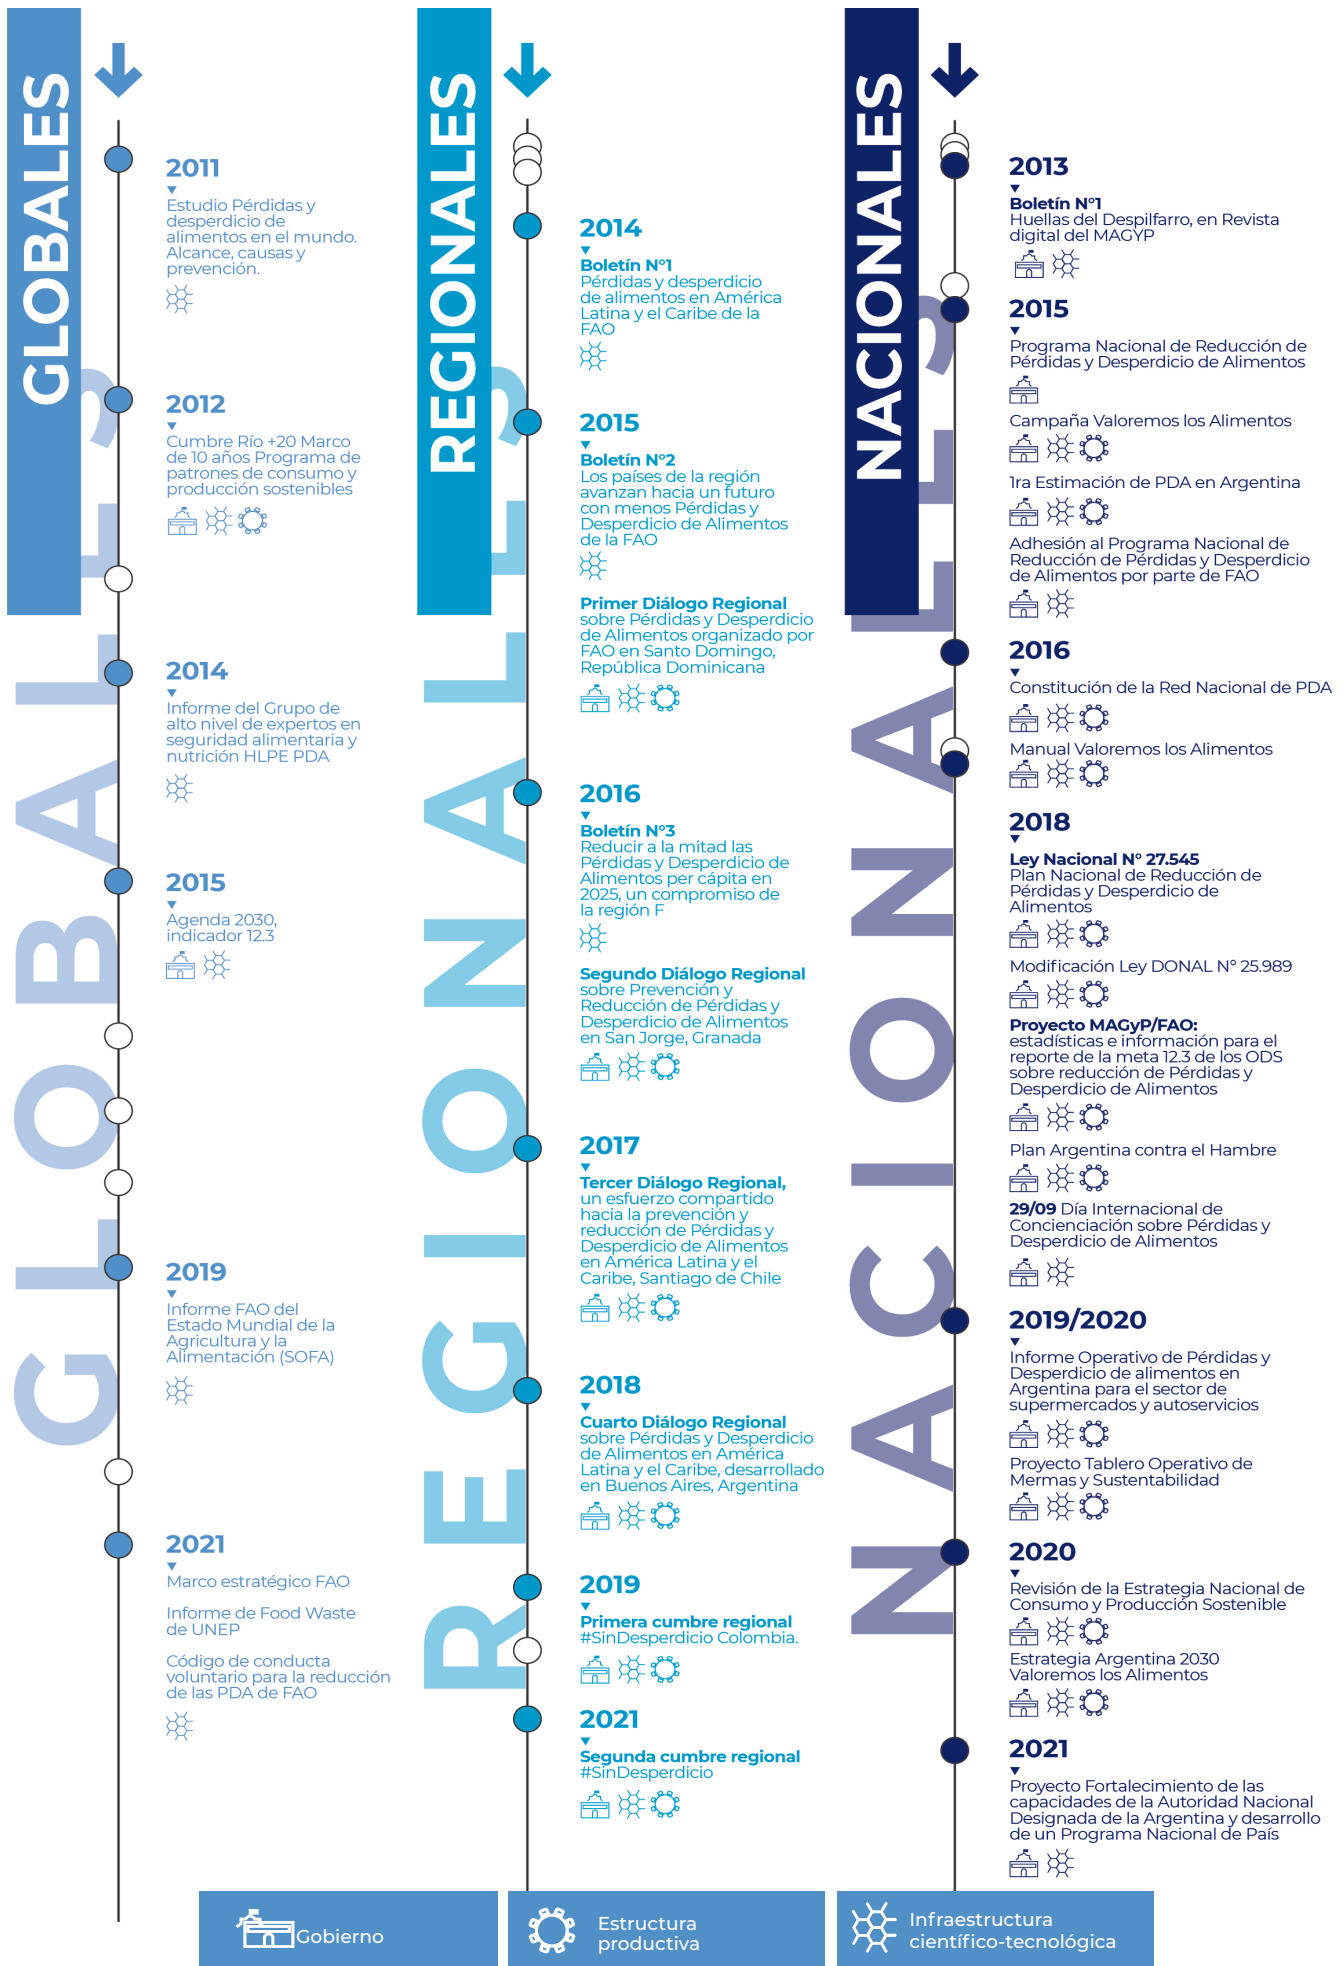 GLOBALES
GLOBALES
2011
Estudio Pérdidas y
desperdicio de
alimentos en el mundo.
Alcance, causas y
prevención.
2012
Cumbre Río +20 Marco
de 10 años Programa de
patrones de consumo y
producción sostenibles
2014
Informe del Grupo de
alto nivel de expertos en
seguridad alimentaria y
nutrición HLPE PDA
2015
Agenda 2030,
indicador 12.3
2019
Informe FAO del
Estado Mundial de la
Agricultura y la
Alimentación (SOFA)
2021
Marco estratégico FAO
Informe de Food Waste
de UNEP
Código de conducta
voluntario para la reducción
de las PDA de FAO
REGIONALES
REGIONALES
2014
Boletín N°1
Pérdidas y desperdicio
de alimentos en América
Latina y el Caribe de la
FAO
2015
Boletín N°2
Los países de la región
avanzan hacia un futuro
con menos Pérdidas y
Desperdicio de Alimentos
de la FAO
Primer Diálogo Regional
sobre Pérdidas y Desperdicio
de Alimentos organizado por
FAO en Santo Domingo,
República Dominicana
2016
Boletín N°3
Reducir a la mitad las
Pérdidas y Desperdicio de
Alimentos per cápita en
2025, un compromiso de
la región F
Segundo Diálogo Regional
sobre Prevención y
Reducción de Pérdidas y
Desperdicio de Alimentos
en San Jorge, Granada
2017
Tercer Diálogo Regional,
un esfuerzo compartido
hacia la prevención y
reducción de Pérdidas y
Desperdicio de Alimentos
en América Latina y el
Caribe, Santiago de Chile
2018
Cuarto Diálogo Regional
sobre Pérdidas y Desperdicio
de Alimentos en América
Latina y el Caribe, desarrollado
en Buenos Aires, Argentina
2019
Primera cumbre regional
#SinDesperdicio Colombia.
2021
Segunda cumbre regional
#SinDesperdicio
NACIONALES
NACIONALES
2013
Boletín N°1
Huellas del Despilfarro, en Revista
digital del MAGYP
2015
Programa Nacional de Reducción de
Pérdidas y Desperdicio de Alimentos
Campaña Valoremos los Alimentos
1ra Estimación de PDA en Argentina
Adhesión al Programa Nacional de
Reducción de Pérdidas y Desperdicio
de Alimentos por parte de FAO
2016
Constitución de la Red Nacional de PDA
Manual Valoremos los Alimentos
2018
Ley Nacional N° 27.545
Plan Nacional de Reducción de
Pérdidas y Desperdicio de
Alimentos
Modificación Ley DONAL N° 25.989
Proyecto MAGyP/FAO:
estadísticas e información para el
reporte de la meta 12.3 de los ODS
sobre reducción de Pérdidas y
Desperdicio de Alimentos
Plan Argentina contra el Hambre
29/09 Día Internacional de
Concienciación sobre Pérdidas y
Desperdicio de Alimentos
2019/2020
Informe Operativo de Pérdidas y
Desperdicio de alimentos en
Argentina para el sector de
supermercados y autoservicios
Proyecto Tablero Operativo de
Mermas y Sustentabilidad
2020
Revisión de la Estrategia Nacional de
Consumo y Producción Sostenible
Estrategia Argentina 2030
Valoremos los Alimentos
2021
Proyecto Fortalecimiento de las
capacidades de la Autoridad Nacional
Designada de la Argentina y desarrollo
de un Programa Nacional de País
Gobierno
Estructura
productiva
Infraestructura
científico-tecnológica